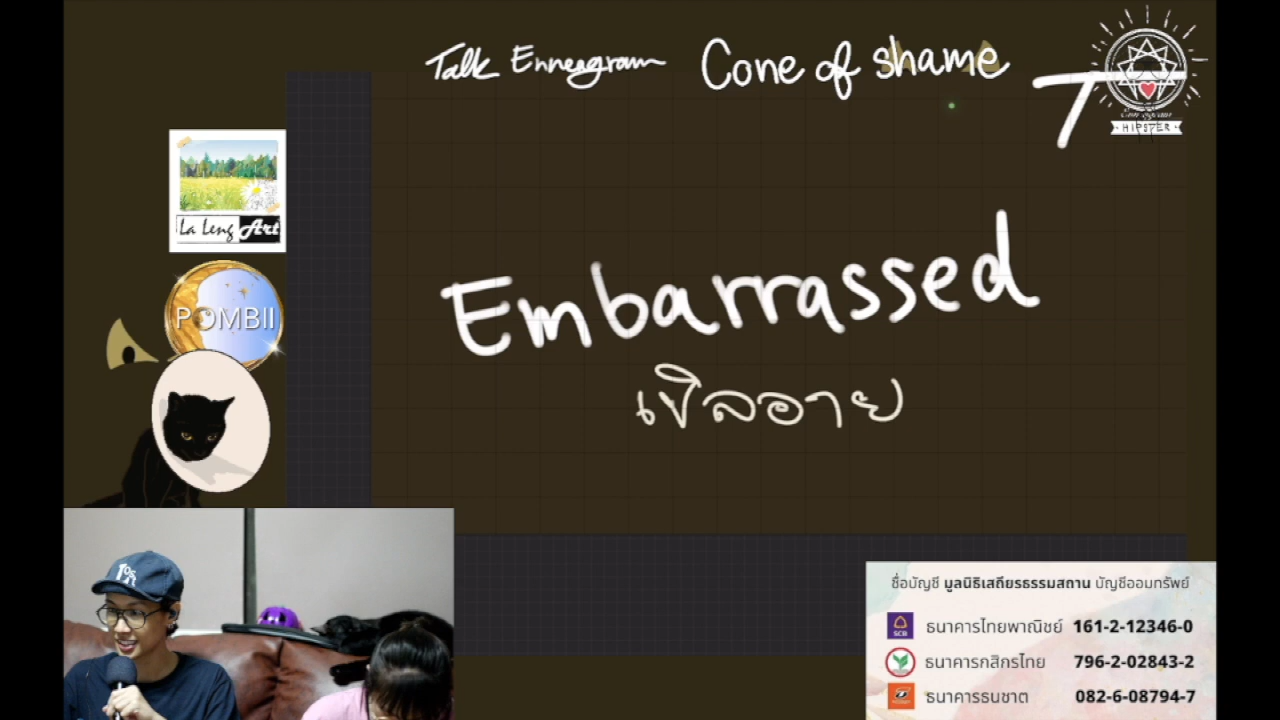 Talk Enneagram Cone of shame T
HIPSTER
La Leng Art
POMBII
Embarrassed
เขิลอาย
ชื่อบัญชี มูลนิธิเสถียรธรรมสถาน บัญชีออมทรัพย์
SCB ธนาคารไทยพาณิชย์ 161-2-12346-0
ธนาคารกสิกรไทย 796-2-02843-2
ธนาคารธนชาต 082-6-08794-7